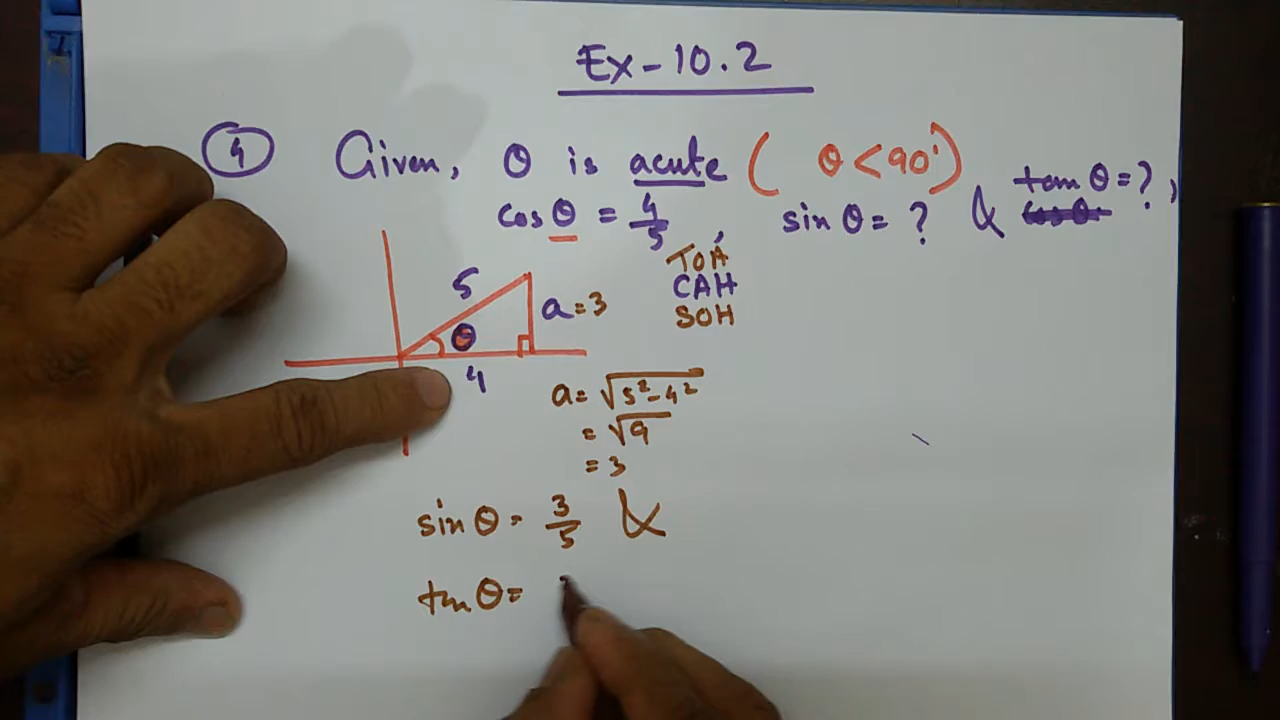 Ex-10.2
4 Given, θ is acute ( θ < 90° )
cos θ = 4/5 , sin θ = ? & tan θ = ? ,
TOA
CAH
SOH
5
a = 3
θ
4
a = √5² - 4²
= √9
= 3
sin θ = 3/5 &
tan θ =